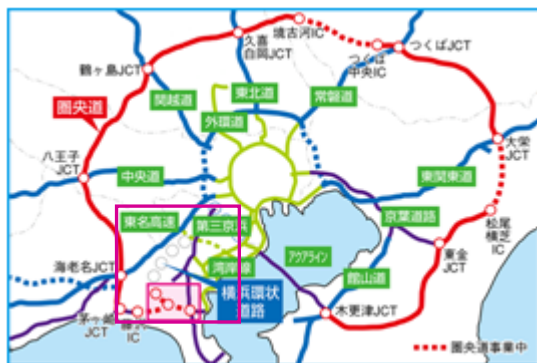 境古河IC
久喜
白岡JCT
つくばJCT
つくば
中央IC
鶴ヶ島JCT
関越道
東北道
常磐道
圏央道
外環道
大栄
JCT
八王子
JCT
中央道
東関東道
東名高速
第三京浜
京葉道路
松尾
横芝IC
東金
JCT
海老名JCT
湾岸線
アクアライン
館山道
横浜環状
道路
木更津JCT
茅ヶ崎
JCT
IC
圏央道事業中